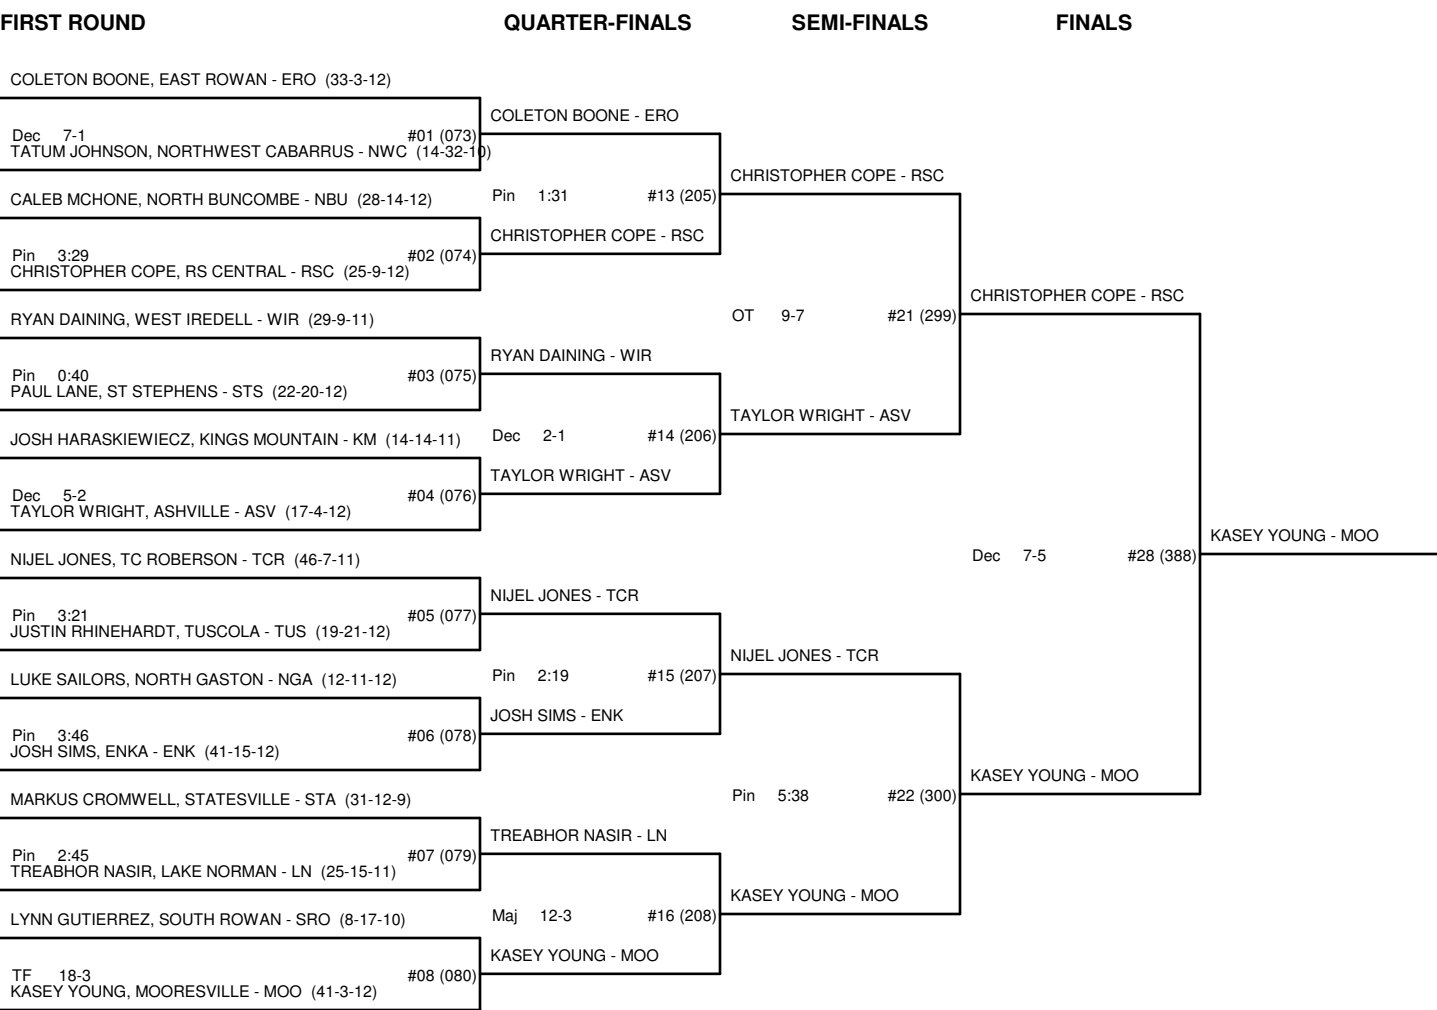 FIRST ROUND QUARTER-FINALS SEMI-FINALS FINALS
COLETON BOONE, EAST ROWAN - ERO (33-3-12)
Dec 7-1 #01 (073)
TATUM JOHNSON, NORTHWEST CABARRUS - NWC (14-32-10)
CALEB MCHONE, NORTH BUNCOMBE - NBU (28-14-12)
Pin 3:29 #02 (074)
CHRISTOPHER COPE, RS CENTRAL - RSC (25-9-12)
RYAN DAINING, WEST IREDELL - WIR (29-9-11)
Pin 0:40 #03 (075)
PAUL LANE, ST STEPHENS - STS (22-20-12)
JOSH HARASKIEWIECZ, KINGS MOUNTAIN - KM (14-14-11)
Dec 5-2 #04 (076)
TAYLOR WRIGHT, ASHVILLE - ASV (17-4-12)
NIJEL JONES, TC ROBERSON - TCR (46-7-11)
Pin 3:21 #05 (077)
JUSTIN RHINEHARDT, TUSCOLA - TUS (19-21-12)
LUKE SAILORS, NORTH GASTON - NGA (12-11-12)
Pin 3:46 #06 (078)
JOSH SIMS, ENKA - ENK (41-15-12)
MARKUS CROMWELL, STATESVILLE - STA (31-12-9)
Pin 2:45 #07 (079)
TREABHOR NASIR, LAKE NORMAN - LN (25-15-11)
LYNN GUTIERREZ, SOUTH ROWAN - SRO (8-17-10)
TF 18-3 #08 (080)
KASEY YOUNG, MOORESVILLE - MOO (41-3-12)
COLETON BOONE - ERO
Pin 1:31 #13 (205)
CHRISTOPHER COPE - RSC
RYAN DAINING - WIR
Dec 2-1 #14 (206)
TAYLOR WRIGHT - ASV
NIJEL JONES - TCR
Pin 2:19 #15 (207)
JOSH SIMS - ENK
TREABHOR NASIR - LN
Maj 12-3 #16 (208)
KASEY YOUNG - MOO
CHRISTOPHER COPE - RSC
OT 9-7 #21 (299)
TAYLOR WRIGHT - ASV
NIJEL JONES - TCR
Pin 5:38 #22 (300)
KASEY YOUNG - MOO
CHRISTOPHER COPE - RSC
Dec 7-5 #28 (388)
KASEY YOUNG - MOO
KASEY YOUNG - MOO